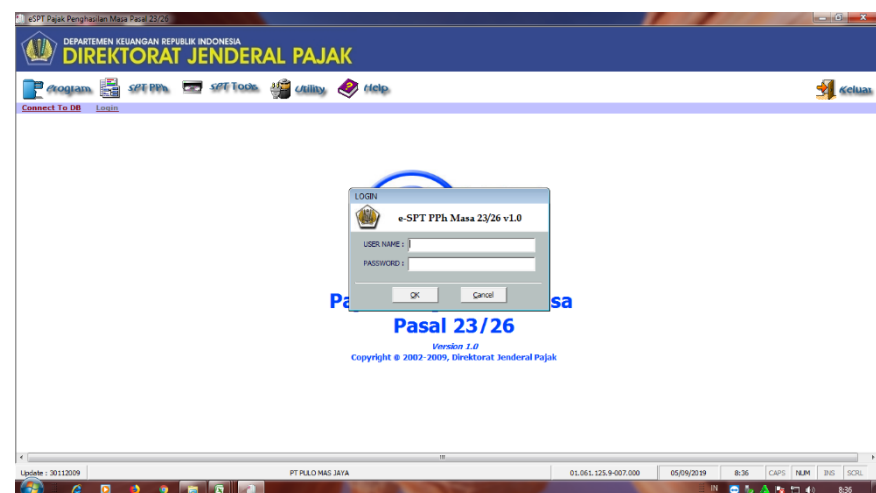 eSPT Pajak Penghasilan Masa Pasal 23/26
DEPARTEMEN KEUANGAN REPUBLIK INDONESIA
DIREKTORAT JENDERAL PAJAK
Program SPT PPh SPT Tools Utility Help Keluar
Connect To DB Login
LOGIN
e-SPT PPh Masa 23/26 v1.0
USER NAME :
PASSWORD :
OK Cancel
Pa sa
Pasal 23/26
Version 1.0
Copyright @ 2002-2009, Direktorat Jenderal Pajak
Update : 30112009 PT PULO MAS JAYA 01.061.125.9-007.000 05/09/2019 8:36 CAPS NUM INS SCRL
IN 8:36